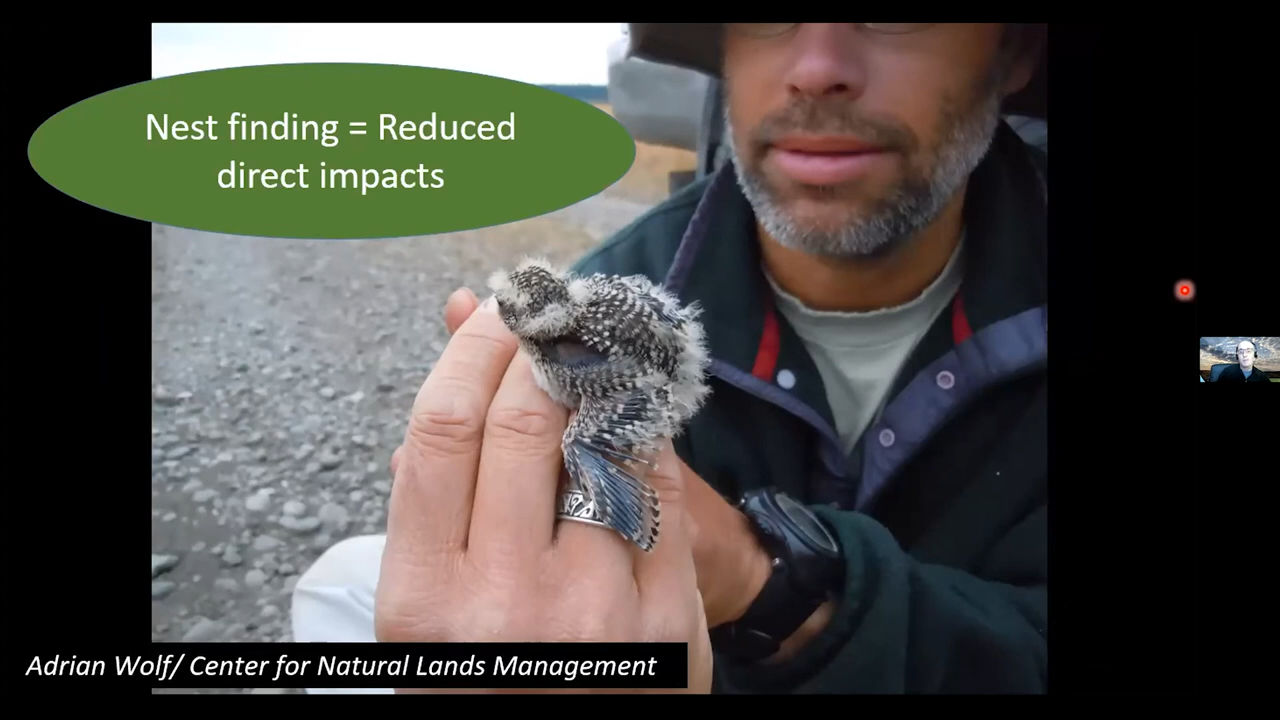 Nest finding = Reduced
direct impacts
Adrian Wolf/ Center for Natural Lands Management